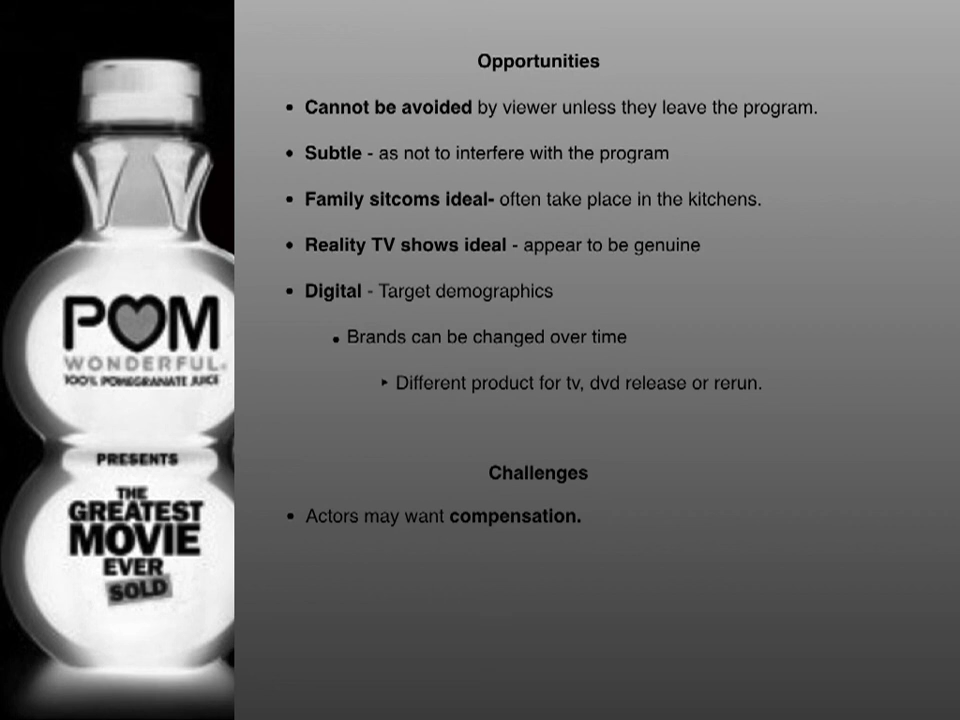 POM
WONDERFUL.
100% POMEGRANATE JUICE
PRESENTS
THE
GREATEST
MOVIE
EVER
SOLD
Opportunities
• Cannot be avoided by viewer unless they leave the program.
• Subtle - as not to interfere with the program
• Family sitcoms ideal- often take place in the kitchens.
• Reality TV shows ideal - appear to be genuine
• Digital - Target demographics
• Brands can be changed over time
‣ Different product for tv, dvd release or rerun.
Challenges
• Actors may want compensation.